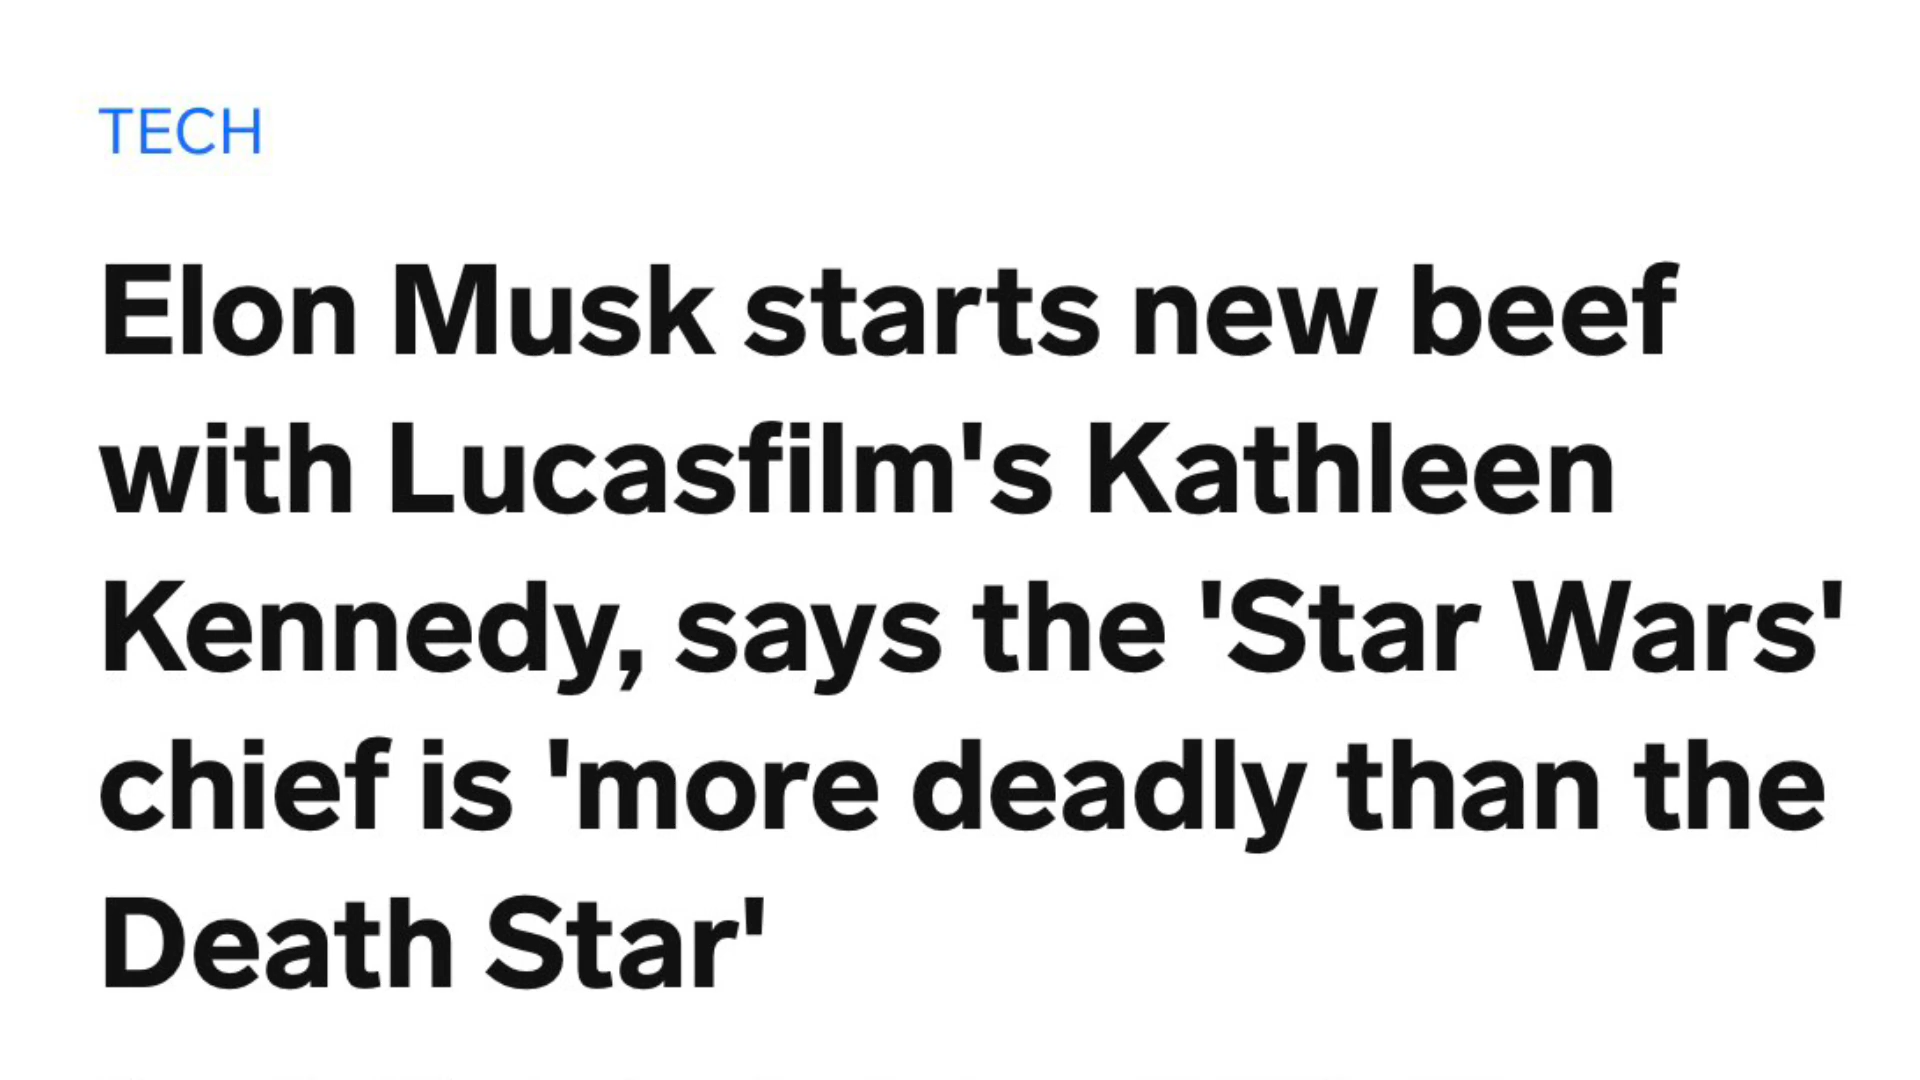 TECH
Elon Musk starts new beef
with Lucasfilm's Kathleen
Kennedy, says the 'Star Wars'
chief is 'more deadly than the
Death Star'